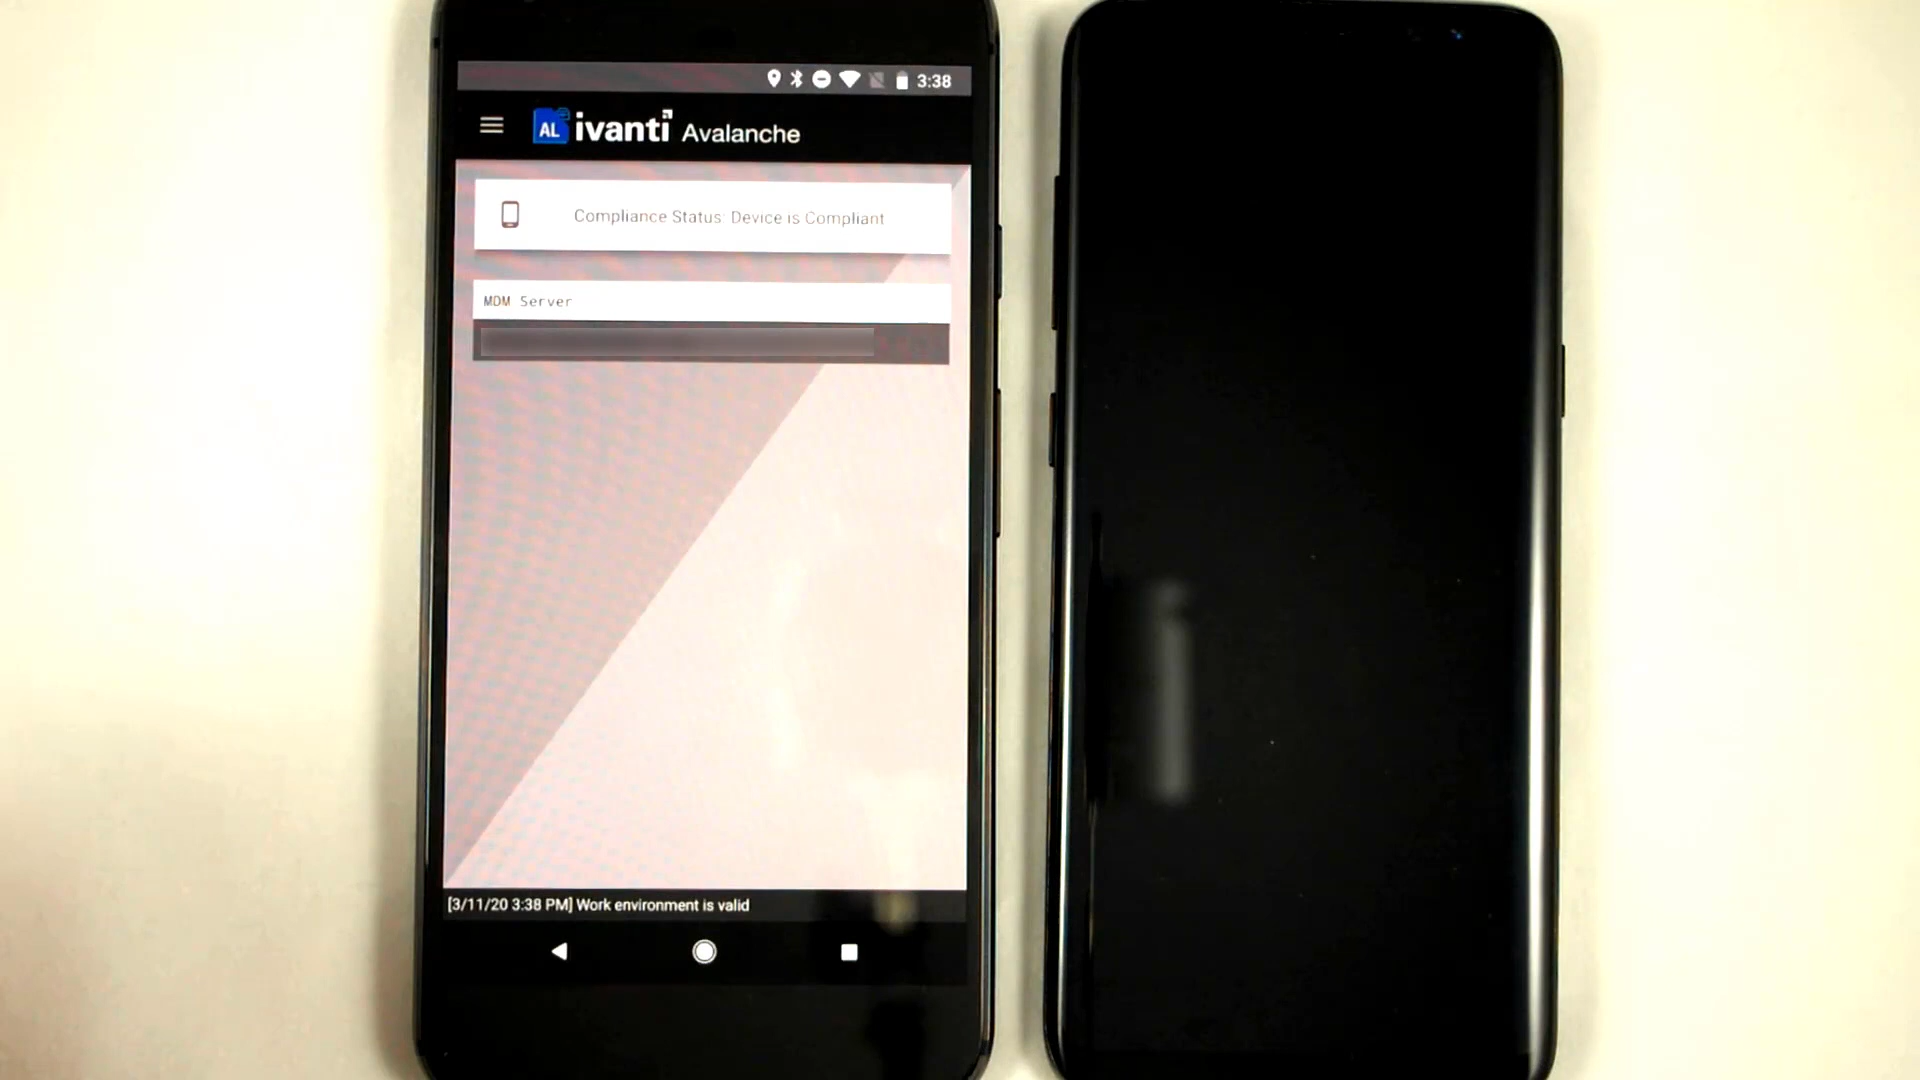 3:38
AL ivanti Avalanche
Compliance Status: Device is Compliant
MDM Server
[3/11/20 3:38 PM] Work environment is valid